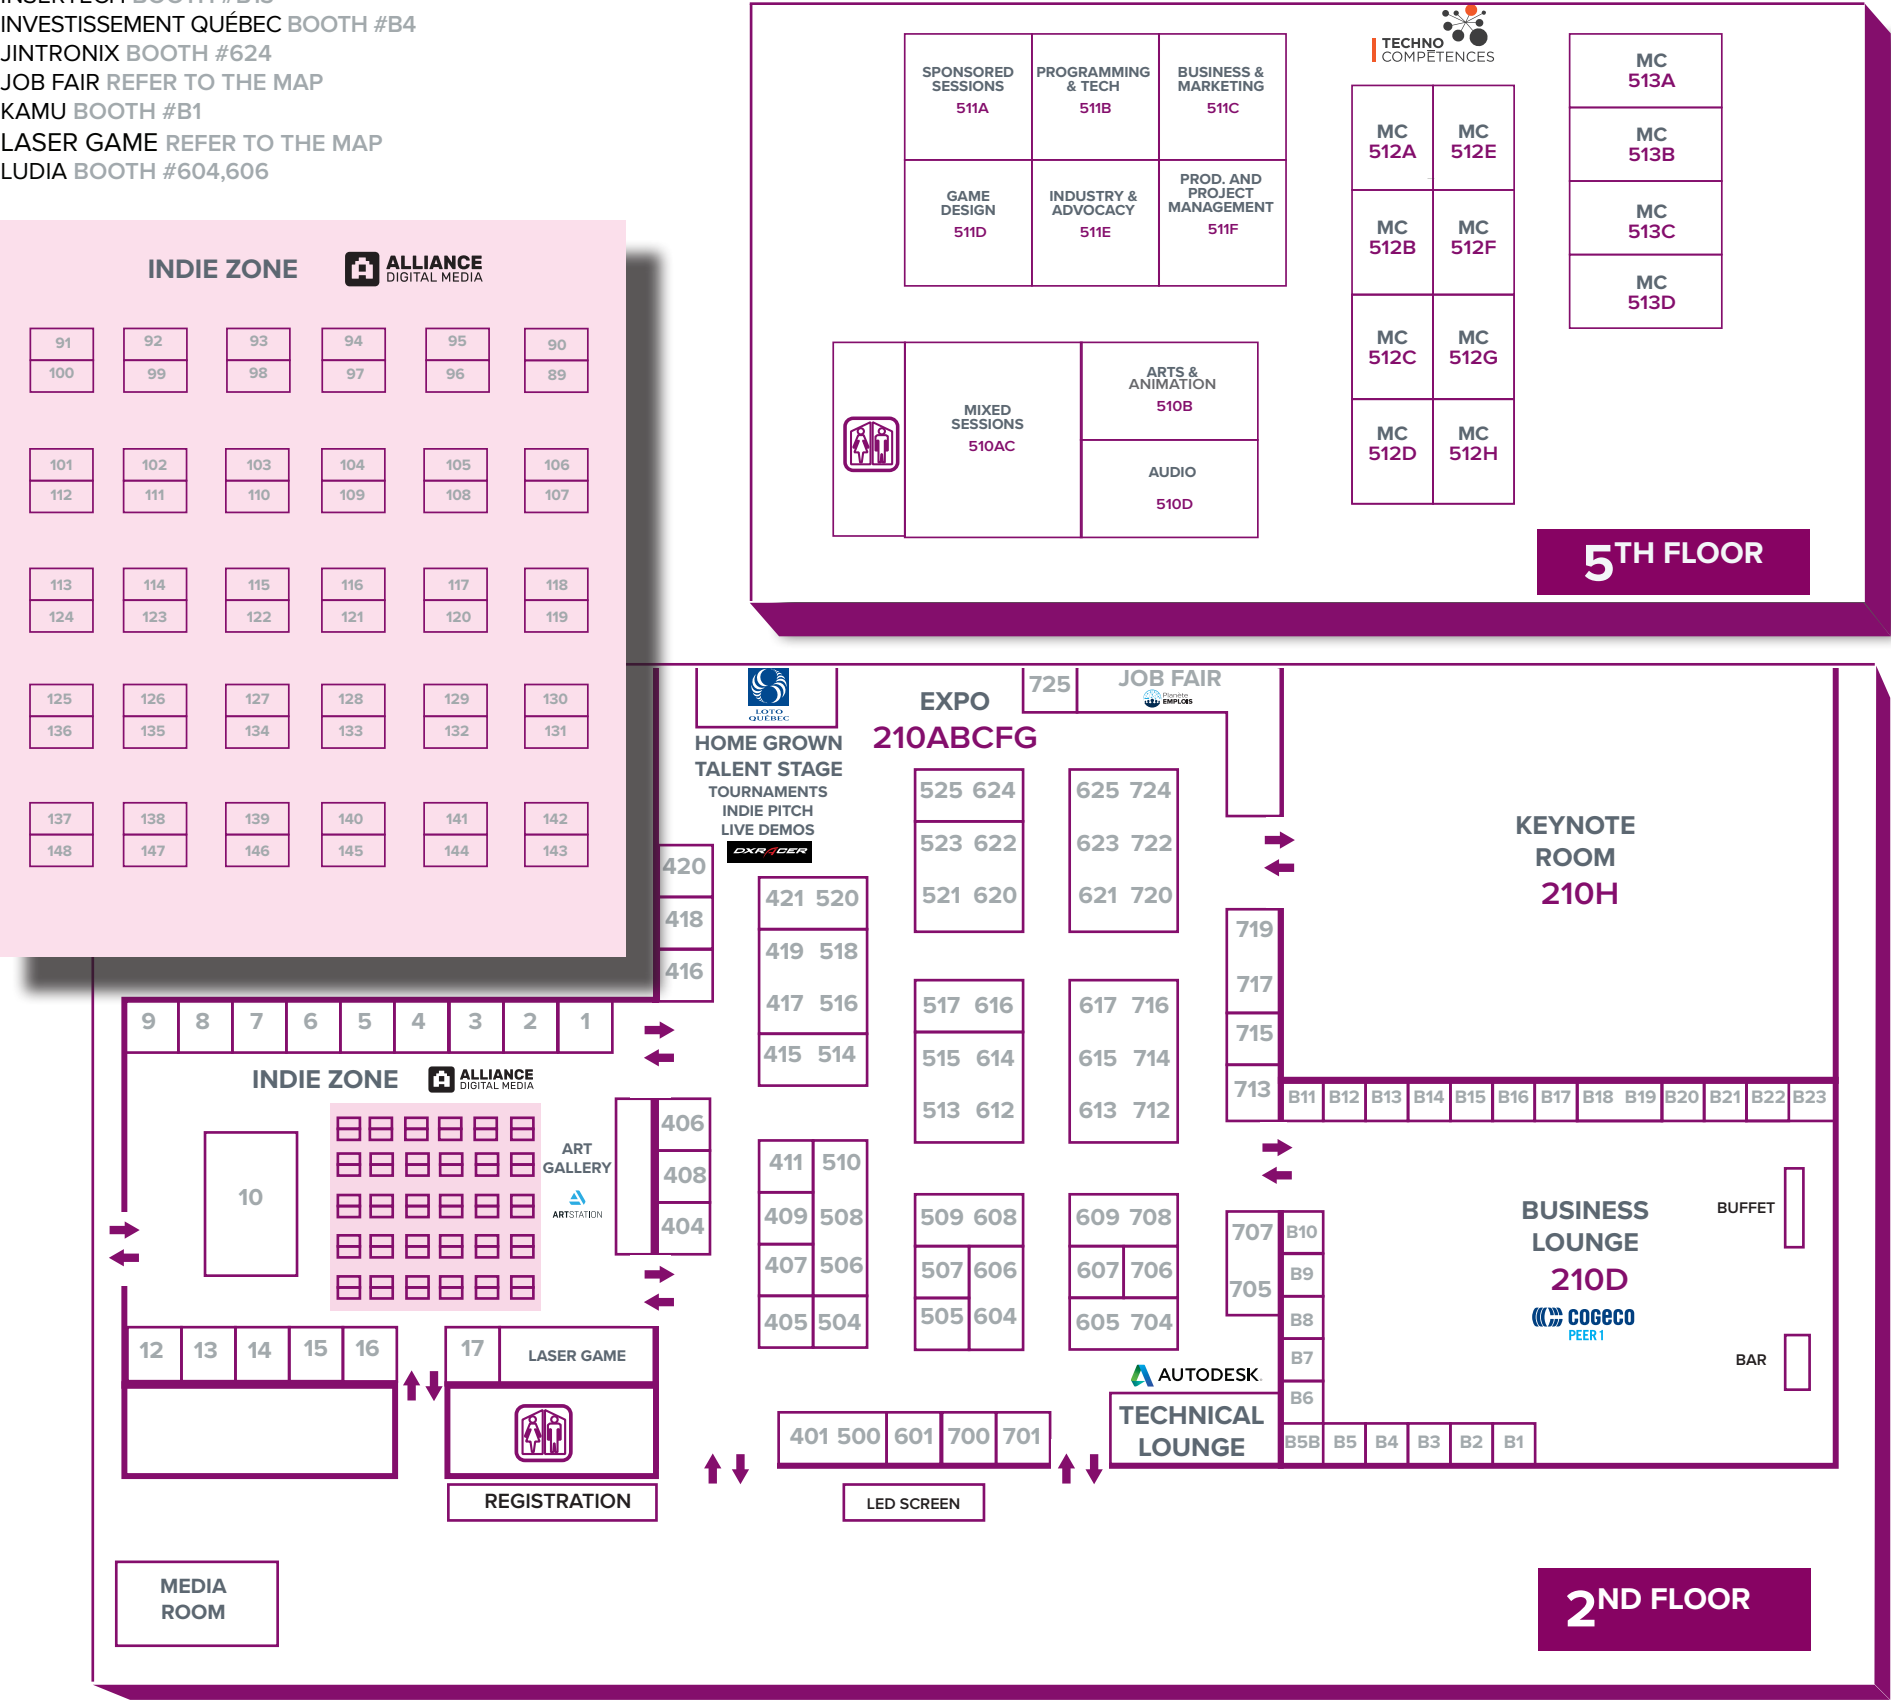 INVESTISSEMENT QUÉBEC BOOTH #B4
JINTRONIX BOOTH #624
JOB FAIR REFER TO THE MAP
KAMU BOOTH #B1
LASER GAME REFER TO THE MAP
LUDIA BOOTH #604,606
INDIE ZONE
ALLIANCE
DIGITAL MEDIA
91 92 93 94 95 90
100 99 98 97 96 89
101 102 103 104 105 106
112 111 110 109 108 107
113 114 115 116 117 118
124 123 122 121 120 119
125 126 127 128 129 130
136 135 134 133 132 131
137 138 139 140 141 142
148 147 146 145 144 143
SPONSORED
SESSIONS
511A
PROGRAMMING
& TECH
511B
BUSINESS &
MARKETING
511C
GAME
DESIGN
511D
INDUSTRY &
ADVOCACY
511E
PROD. AND
PROJECT
MANAGEMENT
511F
MIXED
SESSIONS
510AC
ARTS &
ANIMATION
510B
AUDIO
510D
TECHNO
COMPÉTENCES
MC
512A
MC
512E
MC
512B
MC
512F
MC
512C
MC
512G
MC
512D
MC
512H
MC
513A
MC
513B
MC
513C
MC
513D
5TH FLOOR
LOTO
QUÉBEC
HOME GROWN
TALENT STAGE
TOURNAMENTS
INDIE PITCH
LIVE DEMOS
DXRACER
EXPO
210ABCFG
725
JOB FAIR
Planète
EMPLOIS
420
418
416
421 520
419 518
417 516
415 514
525 624
523 622
521 620
625 724
623 722
621 720
517 616
515 614
513 612
617 716
615 714
613 712
719
717
715
713
KEYNOTE
ROOM
210H
B11 B12 B13 B14 B15 B16 B17 B18 B19 B20 B21 B22 B23
9 8 7 6 5 4 3 2 1
INDIE ZONE
ALLIANCE
DIGITAL MEDIA
10
ART
GALLERY
ARTSTATION
406
408
404
411 510
409 508
407 506
405 504
509 608
507 606
505 604
609 708
607 706
605 704
707
705
B10
B9
B8
B7
B6
B5B B5 B4 B3 B2 B1
BUSINESS
LOUNGE
210D
COGECO
PEER 1
BUFFET
BAR
12 13 14 15 16
17
LASER GAME
AUTODESK.
TECHNICAL
LOUNGE
401 500 601 700 701
REGISTRATION
LED SCREEN
MEDIA
ROOM
2ND FLOOR